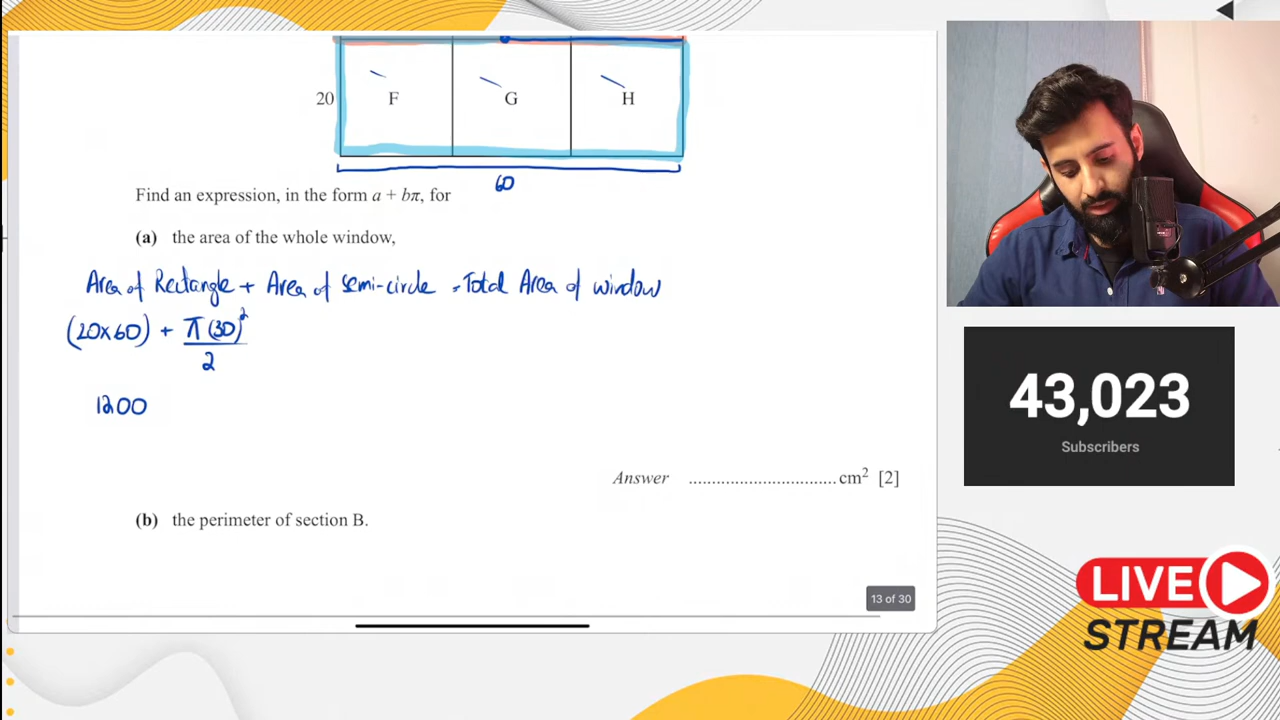 20
F
G
H
60
Find an expression, in the form a + bπ, for
(a) the area of the whole window,
Area of Rectangle + Area of semi-circle = Total Area of window
(20x60) + π(30)²
2
1200
Answer ................................ cm² [2]
(b) the perimeter of section B.
13 of 30
43,023
Subscribers
LIVE
STREAM